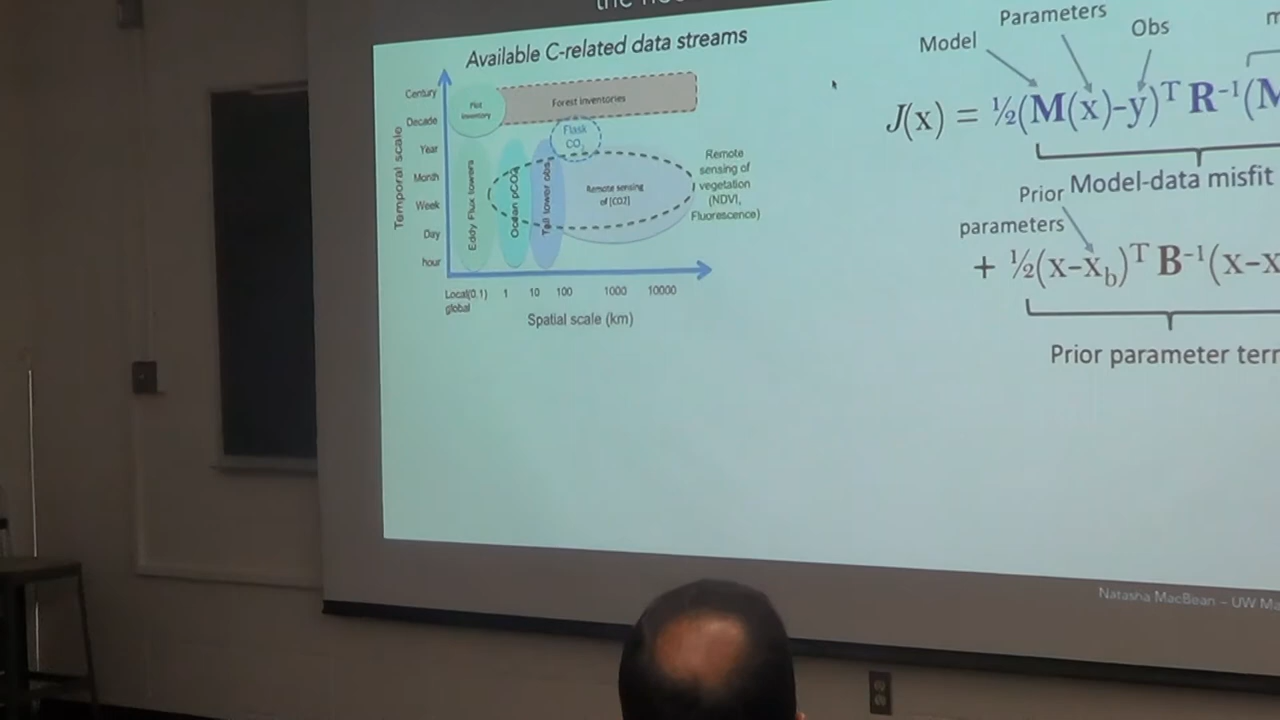 the
Available C-related data streams
Century
Decade
Year
Month
Week
Day
hour
Temporal scale
Plot
inventory
Forest inventories
Flask
CO2
Eddy Flux towers
Ocean pCO2
Tall tower obs
Remote sensing
of [CO2]
Remote
sensing of
vegetation
(NDVI,
Fluorescence)
Local(0.1) 1 10 100 1000 10000
global
Spatial scale (km)
Parameters
Model
Obs
J(x) = ½(M(x)-y)ᵀ R⁻¹(M
Model-data misfit
Prior
parameters
+ ½(x-x_b)ᵀ B⁻¹(x-x
Prior parameter ter
Natasha MacBean – UW Ma